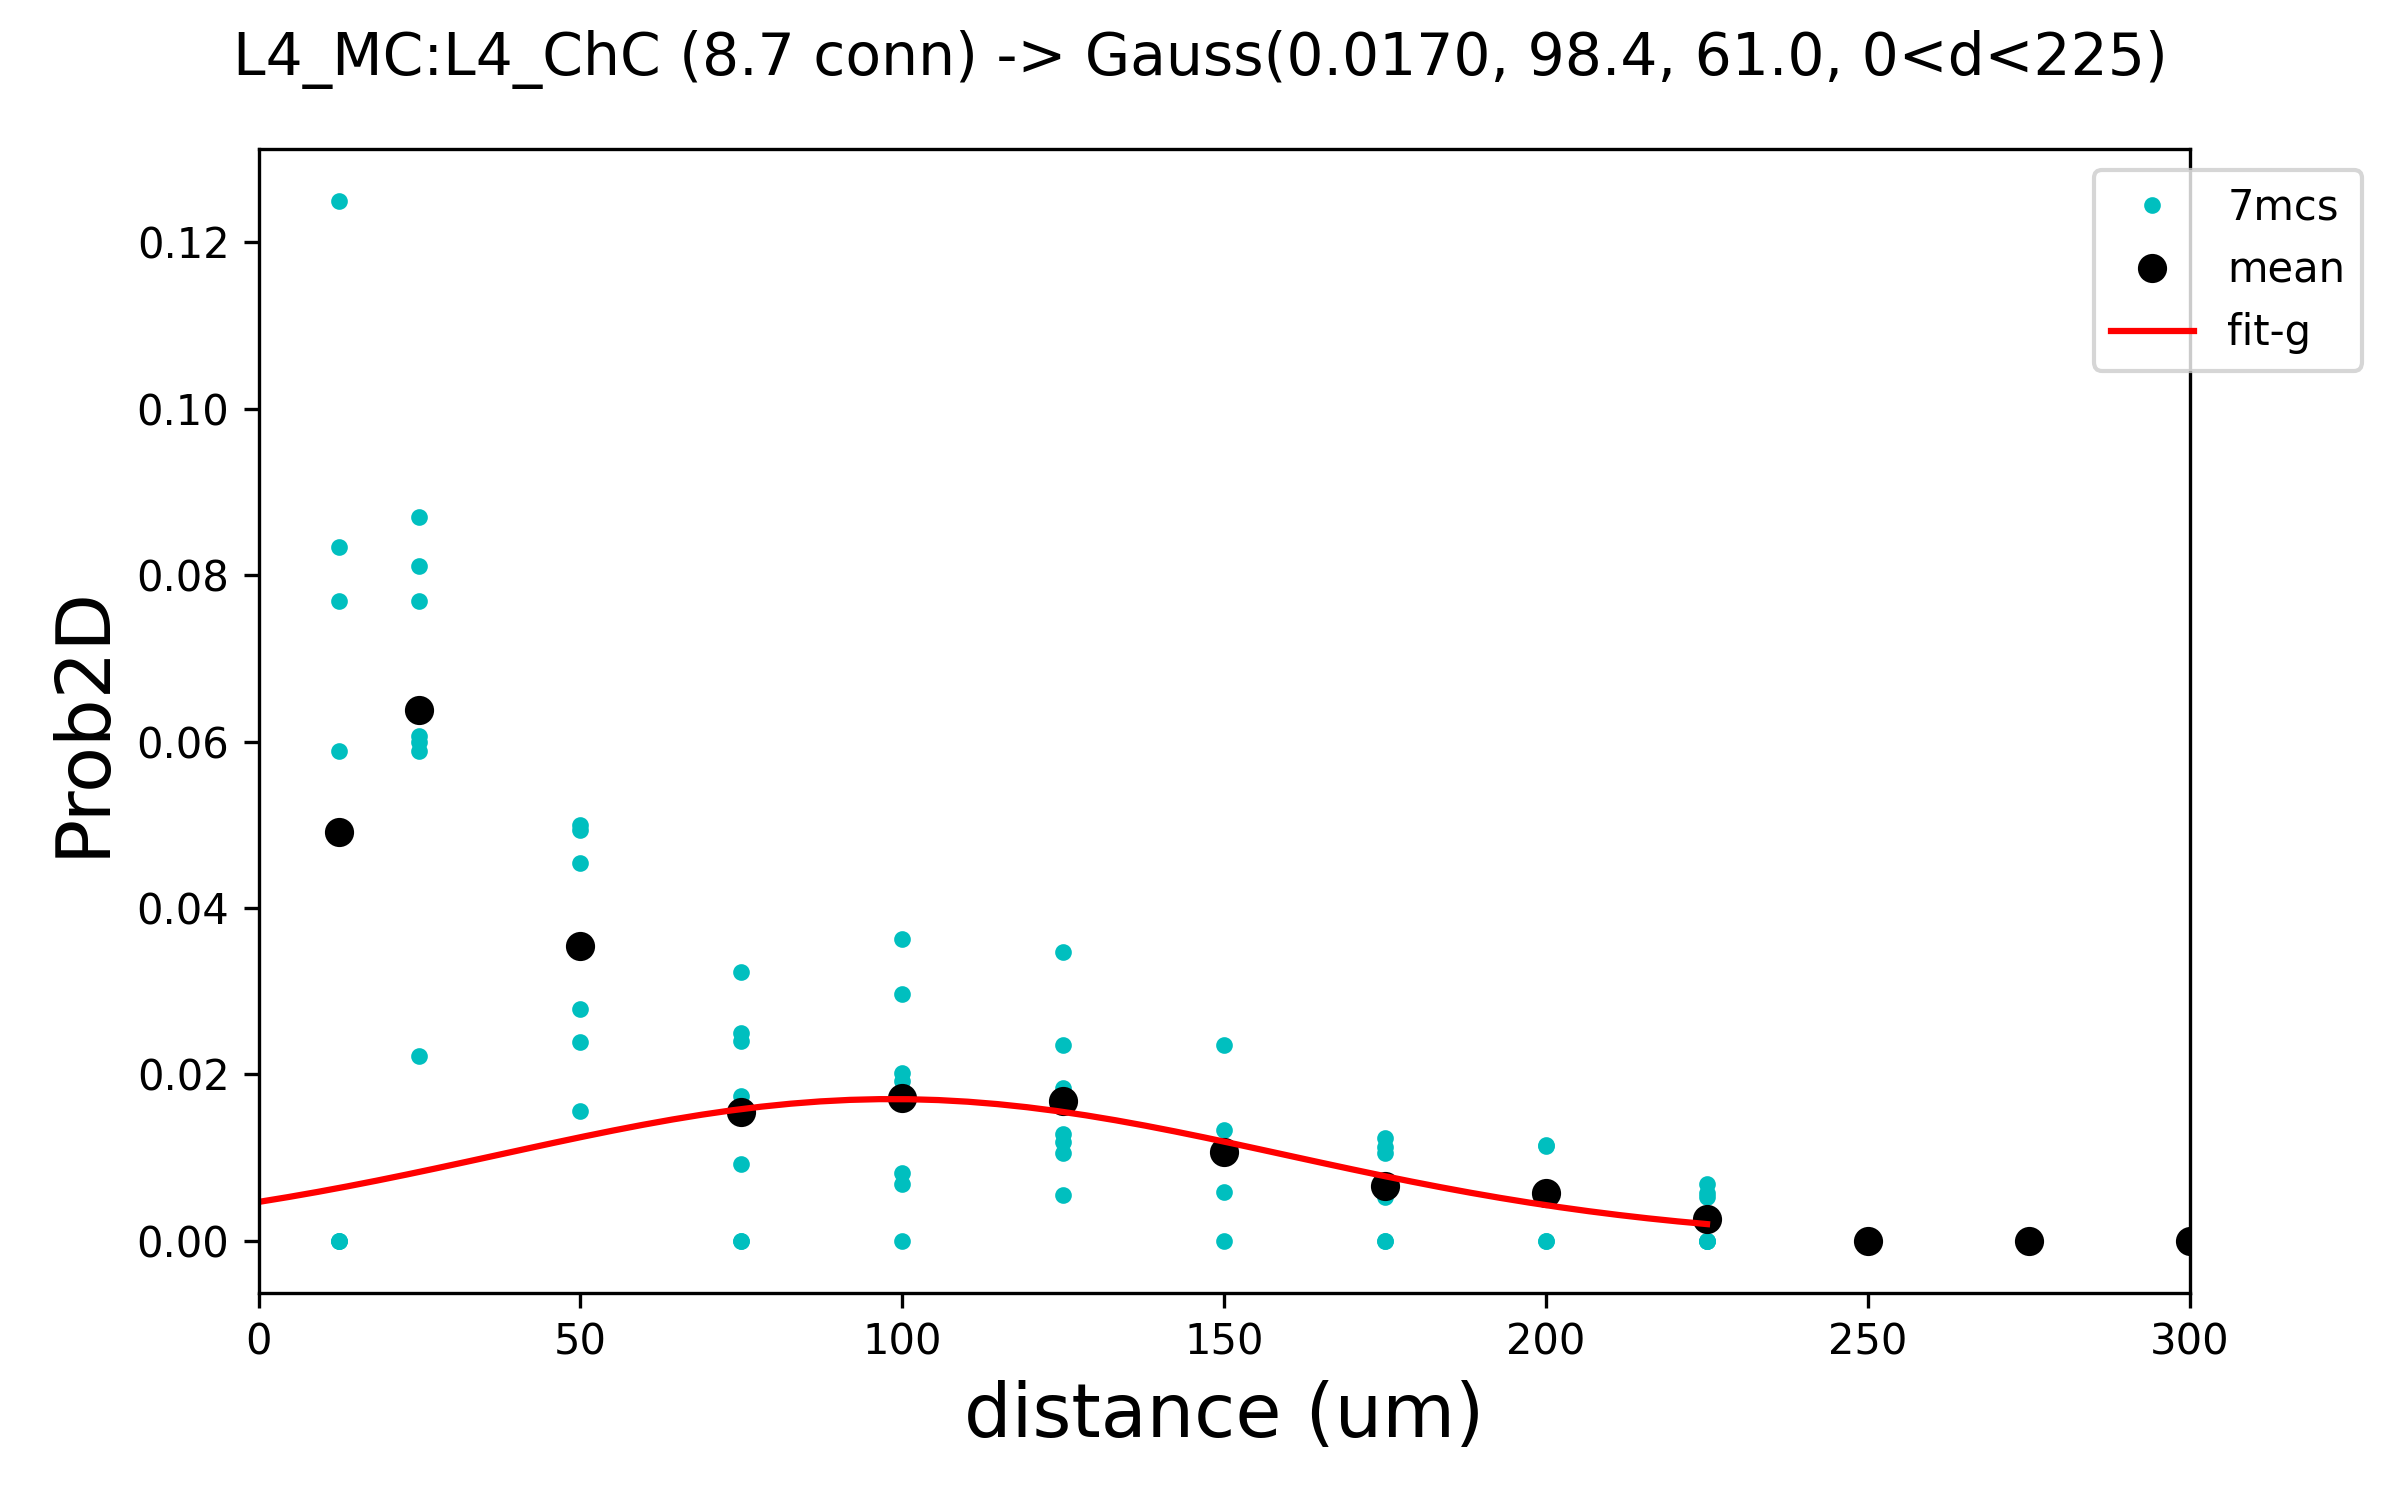 L4_MC:L4_ChC (8.7 conn) -> Gauss(0.0170, 98.4, 61.0, 0<d<225)
7mcs
mean
fit-g
Prob2D
0.12
0.10
0.08
0.06
0.04
0.02
0.00
0 50 100 150 200 250 300
distance (um)